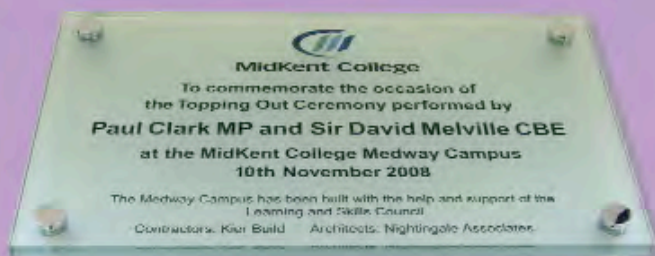 MidKent College
To commemorate the occasion of
the Topping Out Ceremony performed by
Paul Clark MP and Sir David Melville CBE
at the MidKent College Medway Campus
10th November 2008
The Medway Campus has been built with the help and support of the
Learning and Skills Council
Contractors: Kier Build Architects: Nightingale Associates